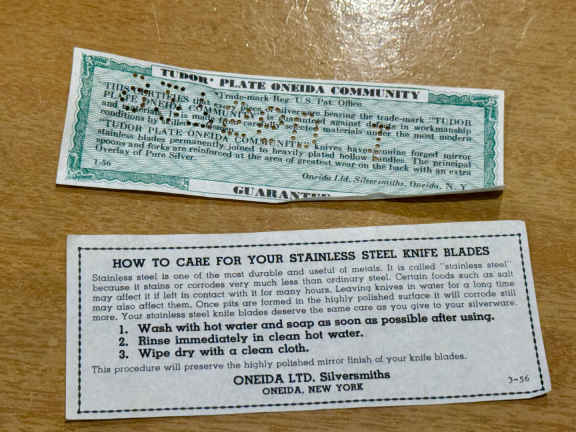 TUDOR* PLATE ONEIDA COMMUNITY
*Trade-mark Reg. U.S. Pat. Office
THIS CERTIFIES that every piece of silverware bearing the trade-mark "TUDOR
PLATE ONEIDA COMMUNITY" is guaranteed against defects in workmanship
and materials under the most modern
conditions by
"TUDOR PLATE ONEIDA COMMUNITY" knives have genuine forged mirror
stainless blades permanently joined to heavily plated hollow handles. The principal
spoons and forks are reinforced at the area of greatest wear on the back with an extra
Overlay of Pure Silver.
Oneida Ltd. Silversmiths, Oneida, N. Y.
1-56
GUARANTEE
HOW TO CARE FOR YOUR STAINLESS STEEL KNIFE BLADES
Stainless steel is one of the most durable and useful of metals. It is called "stainless steel"
because it stains or corrodes very much less than ordinary steel. Certain foods such as salt
may affect it if left in contact with it for many hours. Leaving knives in water for a long time
may also affect them. Once pits are formed in the highly polished surface it will corrode still
more. Your stainless steel knife blades deserve the same care as you give to your silverware.
1. Wash with hot water and soap as soon as possible after using.
2. Rinse immediately in clean hot water.
3. Wipe dry with a clean cloth.
This procedure will preserve the highly polished mirror finish of your knife blades.
ONEIDA LTD. Silversmiths
ONEIDA, NEW YORK
3-56